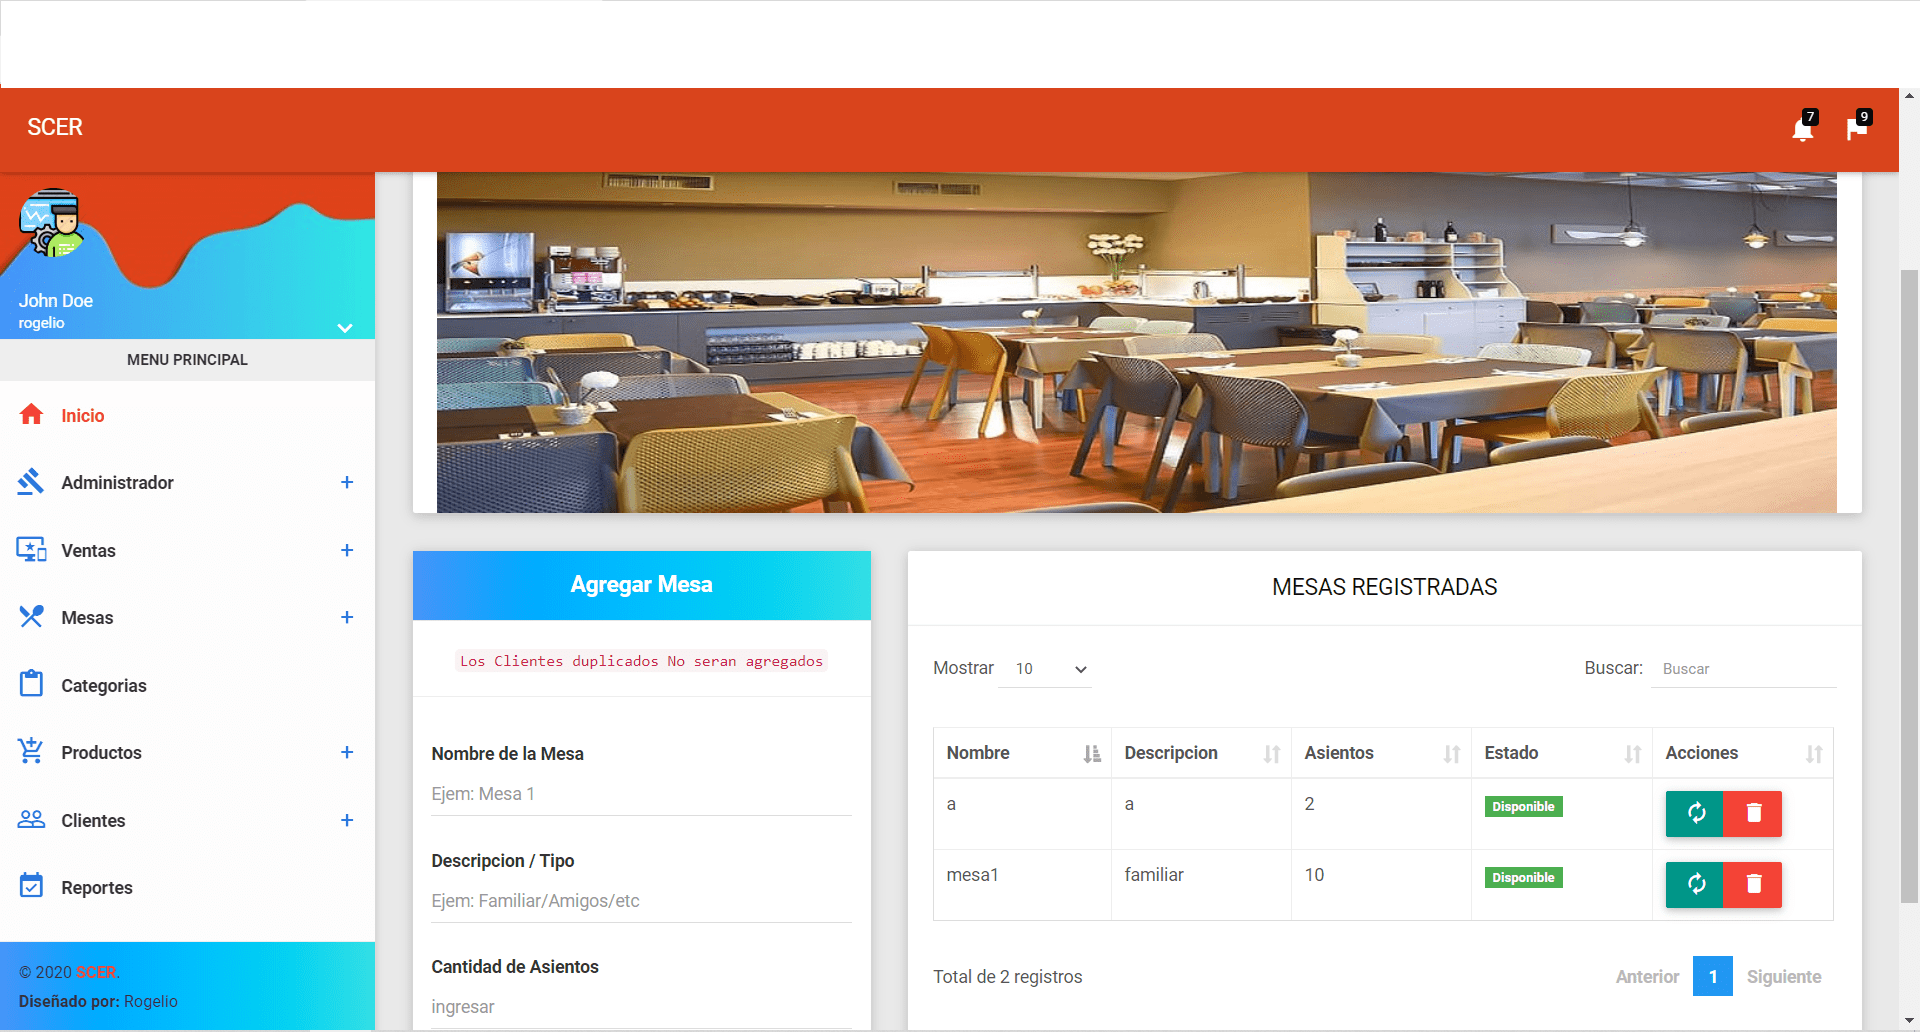 SCER
7
9
John Doe
rogelio
MENU PRINCIPAL
Inicio
Administrador
Ventas
Mesas
Categorias
Productos
Clientes
Reportes
© 2020 SCER.
Diseñado por: Rogelio
Agregar Mesa
Los Clientes duplicados No seran agregados
Nombre de la Mesa
Ejem: Mesa 1
Descripcion / Tipo
Ejem: Familiar/Amigos/etc
Cantidad de Asientos
ingresar
MESAS REGISTRADAS
Mostrar 10 Buscar: Buscar
Nombre Descripcion Asientos Estado Acciones
a a 2 Disponible
mesa1 familiar 10 Disponible
Total de 2 registros Anterior 1 Siguiente